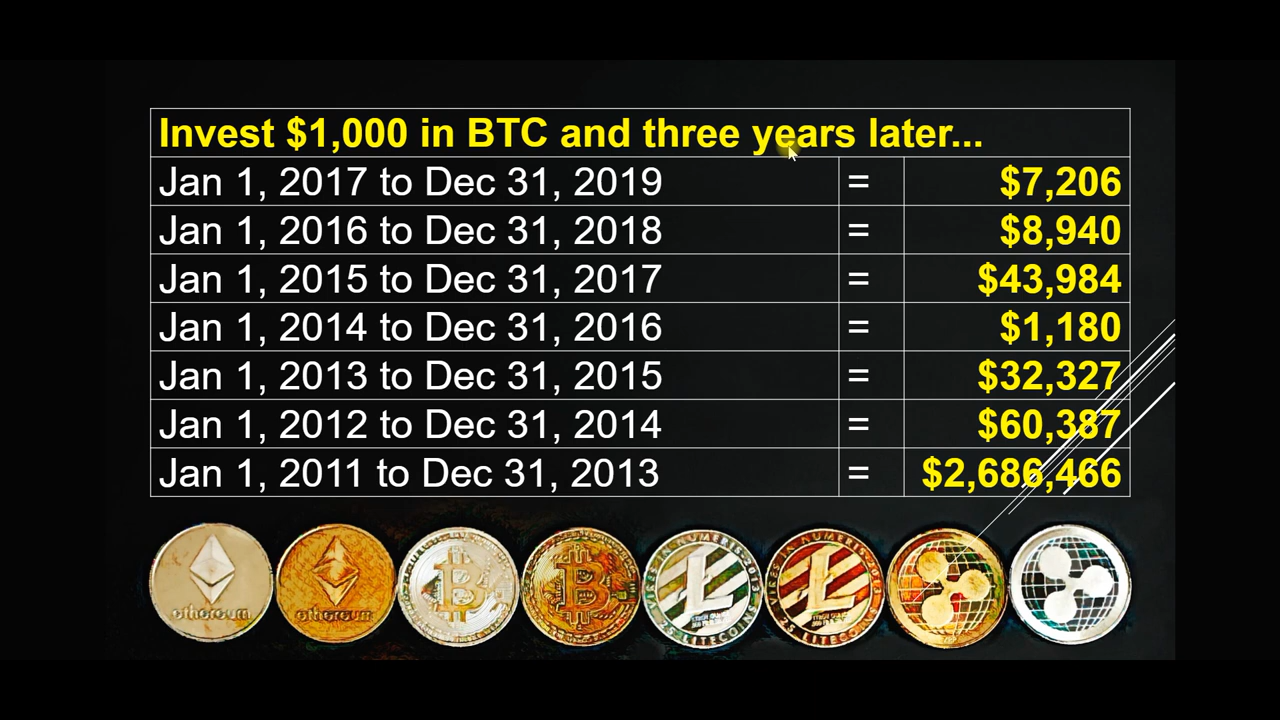 Invest $1,000 in BTC and three years later...
Jan 1, 2017 to Dec 31, 2019 = $7,206
Jan 1, 2016 to Dec 31, 2018 = $8,940
Jan 1, 2015 to Dec 31, 2017 = $43,984
Jan 1, 2014 to Dec 31, 2016 = $1,180
Jan 1, 2013 to Dec 31, 2015 = $32,327
Jan 1, 2012 to Dec 31, 2014 = $60,387
Jan 1, 2011 to Dec 31, 2013 = $2,686,466
ethereum ethereum